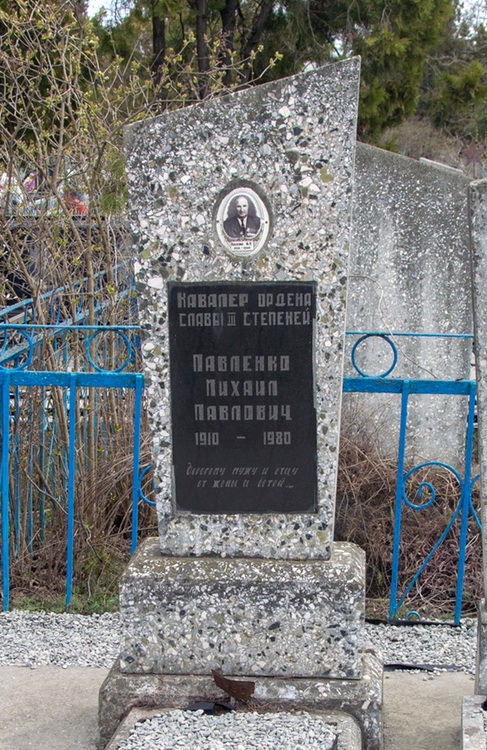 КАВАЛЕР ОРДЕНА
СЛАВЫ III СТЕПЕНЕЙ
ПАВЛЕНКО
МИХАИЛ
ПАВЛОВИЧ
1910 – 1980
Дорогому мужу и отцу
от жены и детей...